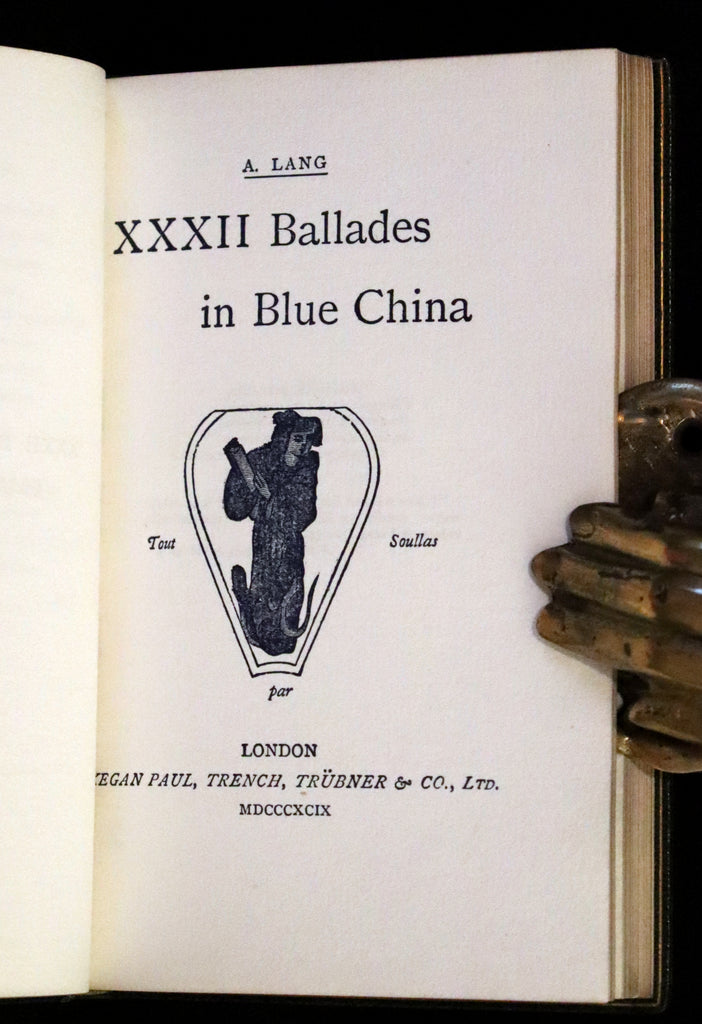 A. LANG
XXXII Ballades
in Blue China
Tout Soullas
par
LONDON
EGAN PAUL, TRENCH, TRÜBNER & CO., LTD.
MDCCCXCIX